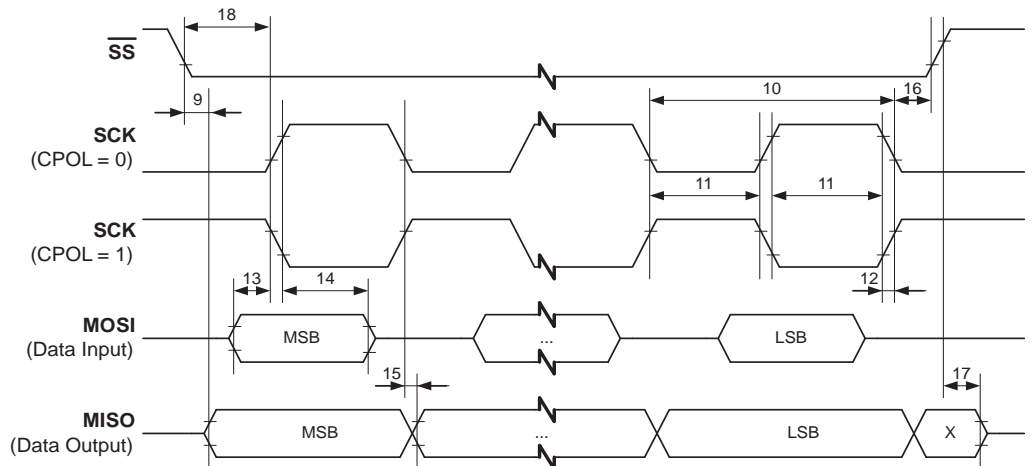 18
SS
9
10
16
SCK
(CPOL = 0)
11
11
SCK
(CPOL = 1)
13
14
12
MOSI
(Data Input)
MSB
...
LSB
15
17
MISO
(Data Output)
MSB
...
LSB
X